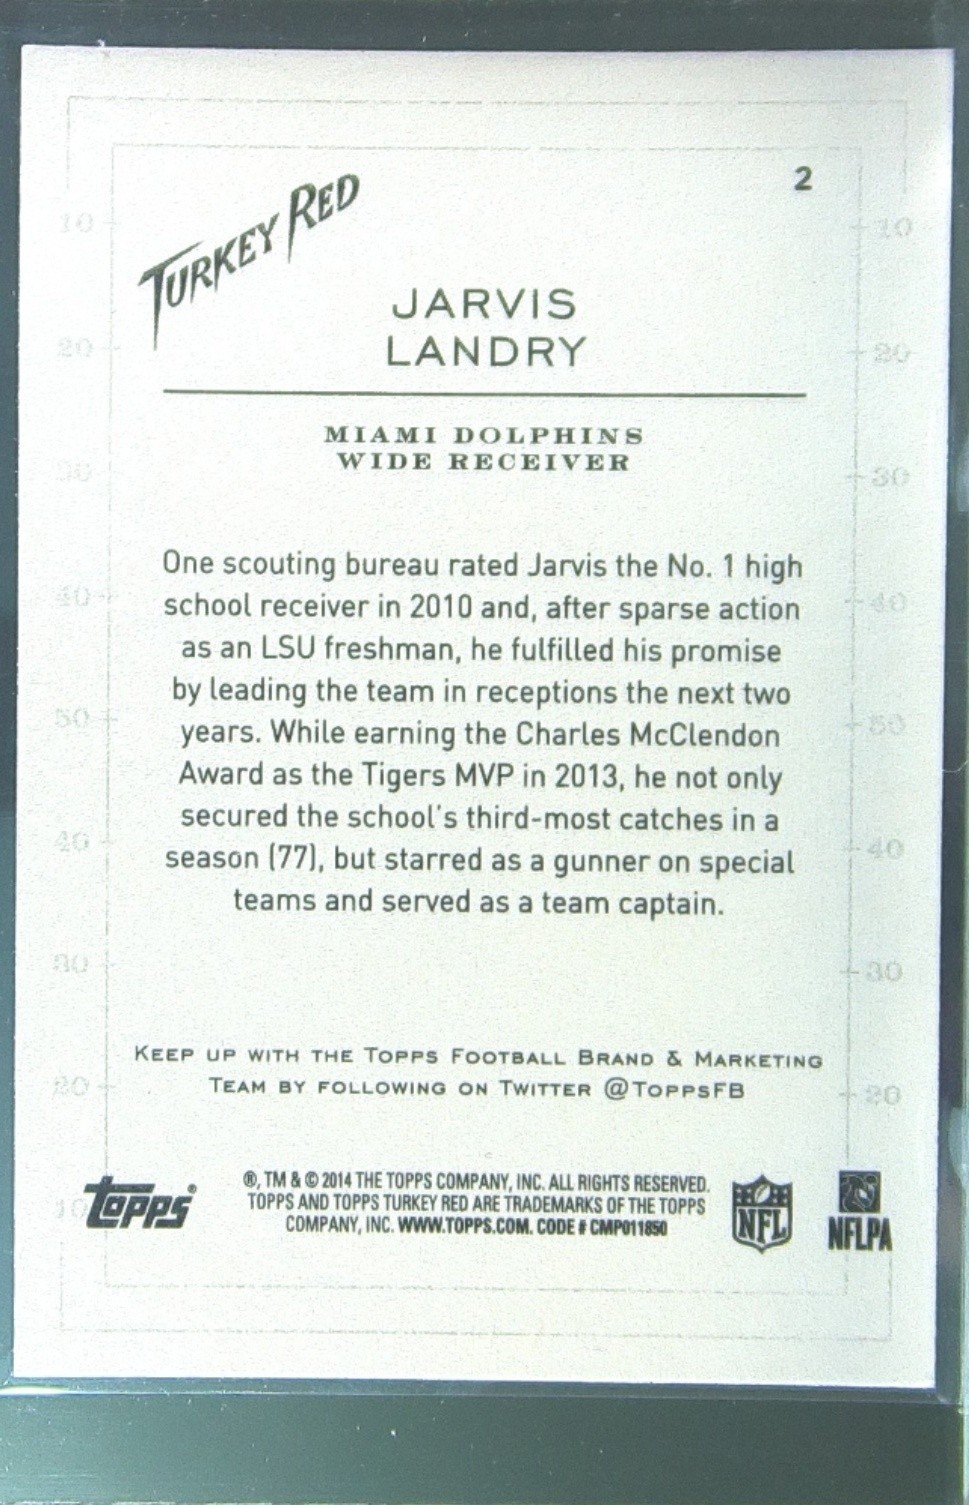 TURKEY RED
2
JARVIS
LANDRY
MIAMI DOLPHINS
WIDE RECEIVER
One scouting bureau rated Jarvis the No. 1 high
school receiver in 2010 and, after sparse action
as an LSU freshman, he fulfilled his promise
by leading the team in receptions the next two
years. While earning the Charles McClendon
Award as the Tigers MVP in 2013, he not only
secured the school's third-most catches in a
season (77), but starred as a gunner on special
teams and served as a team captain.
KEEP UP WITH THE TOPPS FOOTBALL BRAND & MARKETING
TEAM BY FOLLOWING ON TWITTER @TOPPSFB
topps®
®, TM & © 2014 THE TOPPS COMPANY, INC. ALL RIGHTS RESERVED.
TOPPS AND TOPPS TURKEY RED ARE TRADEMARKS OF THE TOPPS
COMPANY, INC. WWW.TOPPS.COM. CODE # CMP011850
NFL
NFLPA
10 10
20 20
30 30
40 40
50 50
40 40
30 30
20 20
10